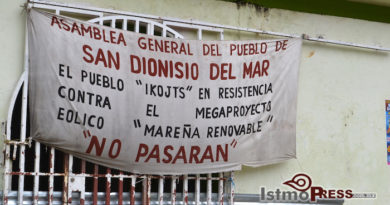 ASAMBLEA GENERAL DEL PUEBLO DE
SAN DIONISIO DEL MAR
EL PUEBLO "IKOJTS" EN RESISTENCIA
CONTRA EL MEGAPROYECTO
EOLICO "MAREÑA RENOVABLE"
"NO PASARAN"
ISTMOPRESS